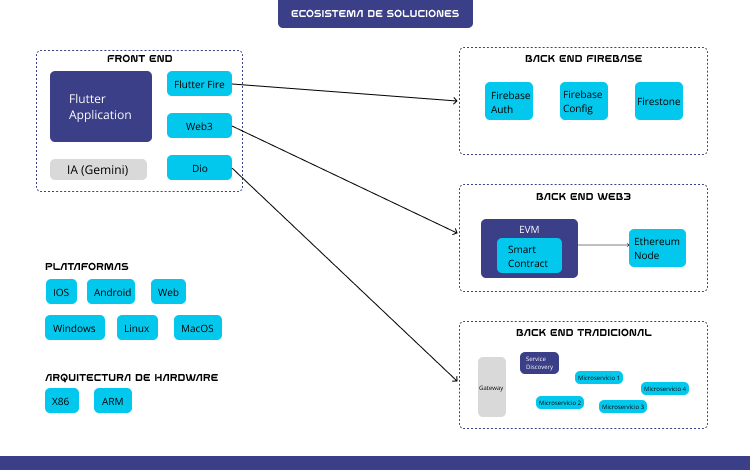 ECOSISTEMA DE SOLUCIONES
FRONT END
Flutter
Application
Flutter Fire
Web3
IA (Gemini)
Dio
BACK END FIREBASE
Firebase
Auth
Firebase
Config
Firestone
BACK END WEB3
EVM
Smart
Contract
Ethereum
Node
PLATAFORMAS
IOS
Android
Web
Windows
Linux
MacOS
BACK END TRADICIONAL
Gateway
Service
Discovery
Microservicio 1
Microservicio 4
Microservicio 2
Microservicio 3
ARQUITECTURA DE HARDWARE
X86
ARM